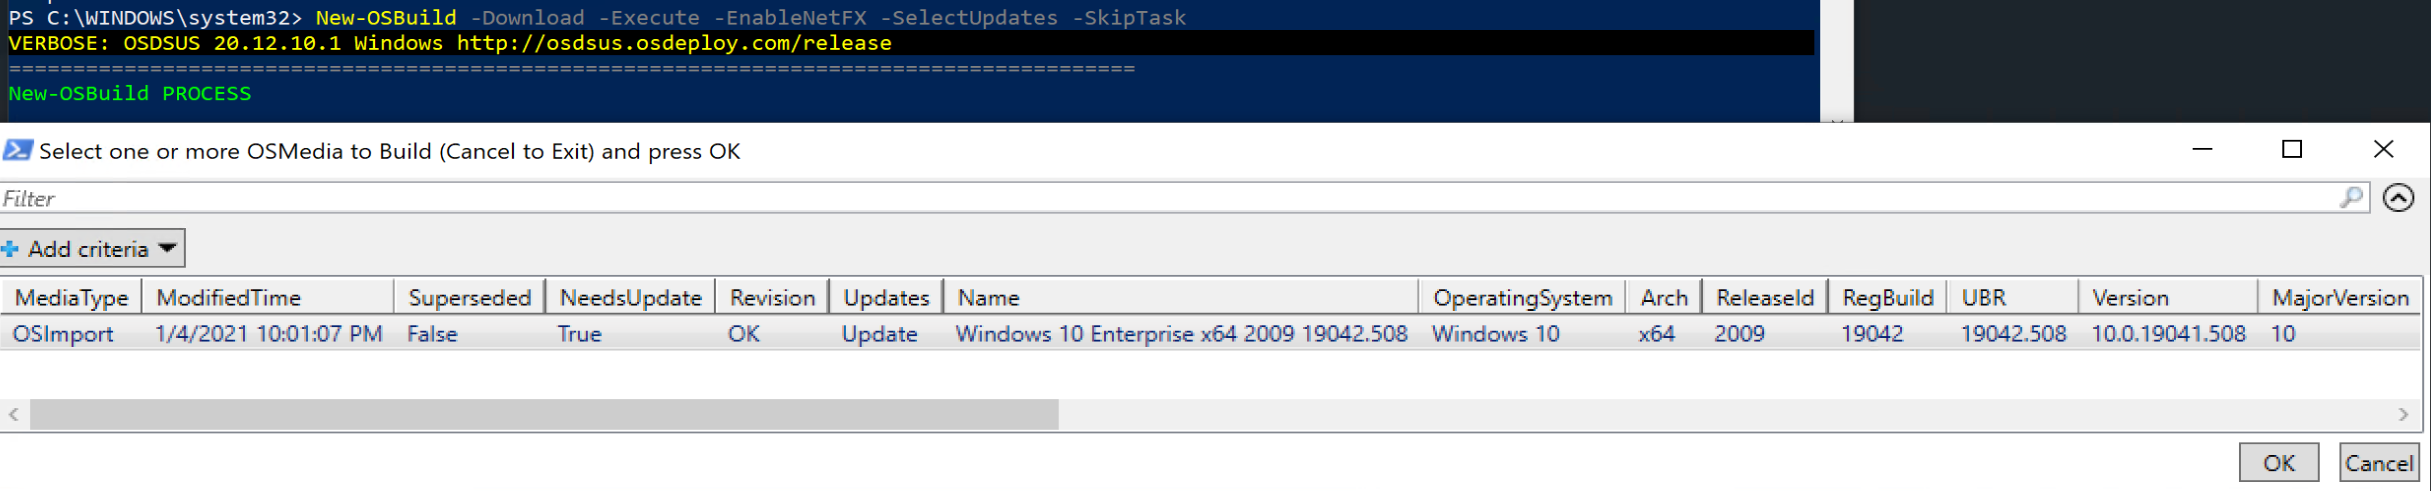 PS C:\WINDOWS\system32> New-OSBuild -Download -Execute -EnableNetFX -SelectUpdates -SkipTask
VERBOSE: OSDSUS 20.12.10.1 Windows http://osdsus.osdeploy.com/release
========================================================================================
New-OSBuild PROCESS
Select one or more OSMedia to Build (Cancel to Exit) and press OK
Filter
Add criteria
MediaType ModifiedTime Superseded NeedsUpdate Revision Updates Name OperatingSystem Arch ReleaseId RegBuild UBR Version MajorVersion
OSImport 1/4/2021 10:01:07 PM False True OK Update Windows 10 Enterprise x64 2009 19042.508 Windows 10 x64 2009 19042 19042.508 10.0.19041.508 10
OK Cancel